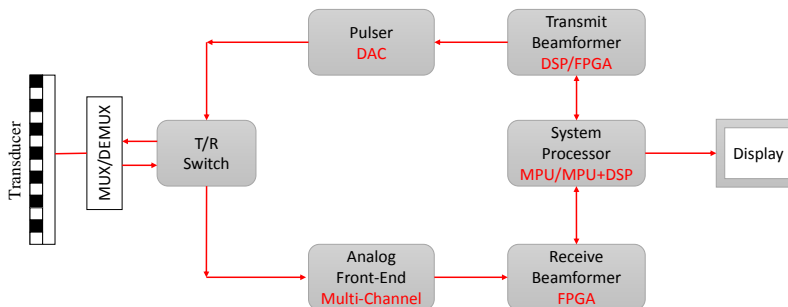 Pulser
DAC
Transmit
Beamformer
DSP/FPGA
Transducer
MUX/DEMUX
T/R
Switch
System
Processor
MPU/MPU+DSP
Display
Analog
Front-End
Multi-Channel
Receive
Beamformer
FPGA